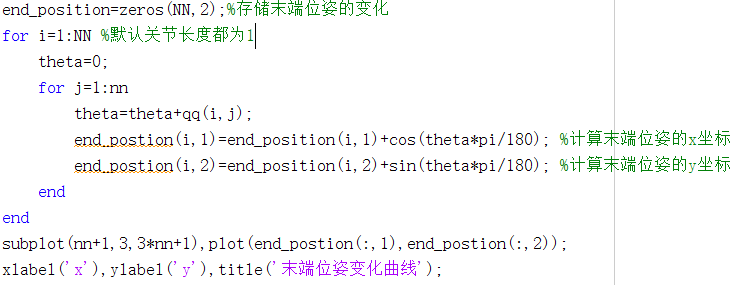 end_position=zeros(NN,2);%存储末端位姿的变化
for i=1:NN %默认关节长度都为1
    theta=0;
    for j=1:nn
        theta=theta+qq(i,j);
        end_postion(i,1)=end_position(i,1)+cos(theta*pi/180); %计算末端位姿的x坐标
        end_postion(i,2)=end_position(i,2)+sin(theta*pi/180); %计算末端位姿的y坐标
    end
end
subplot(nn+1,3,3*nn+1),plot(end_postion(:,1),end_postion(:,2));
xlabel('x'),ylabel('y'),title('末端位姿变化曲线');